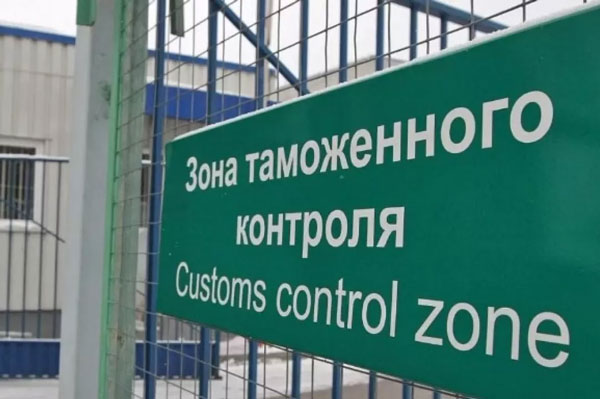 Зона таможенного
контроля
Customs control zone